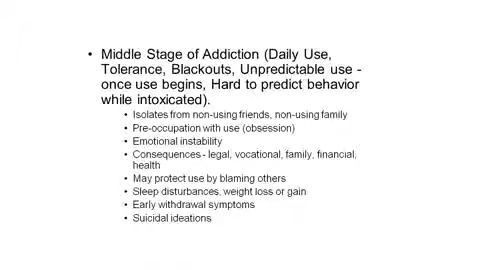 • Middle Stage of Addiction (Daily Use,
Tolerance, Blackouts, Unpredictable use -
once use begins, Hard to predict behavior
while intoxicated).
• Isolates from non-using friends, non-using family
• Pre-occupation with use (obsession)
• Emotional instability
• Consequences - legal, vocational, family, financial,
health
• May protect use by blaming others
• Sleep disturbances, weight loss or gain
• Early withdrawal symptoms
• Suicidal ideations